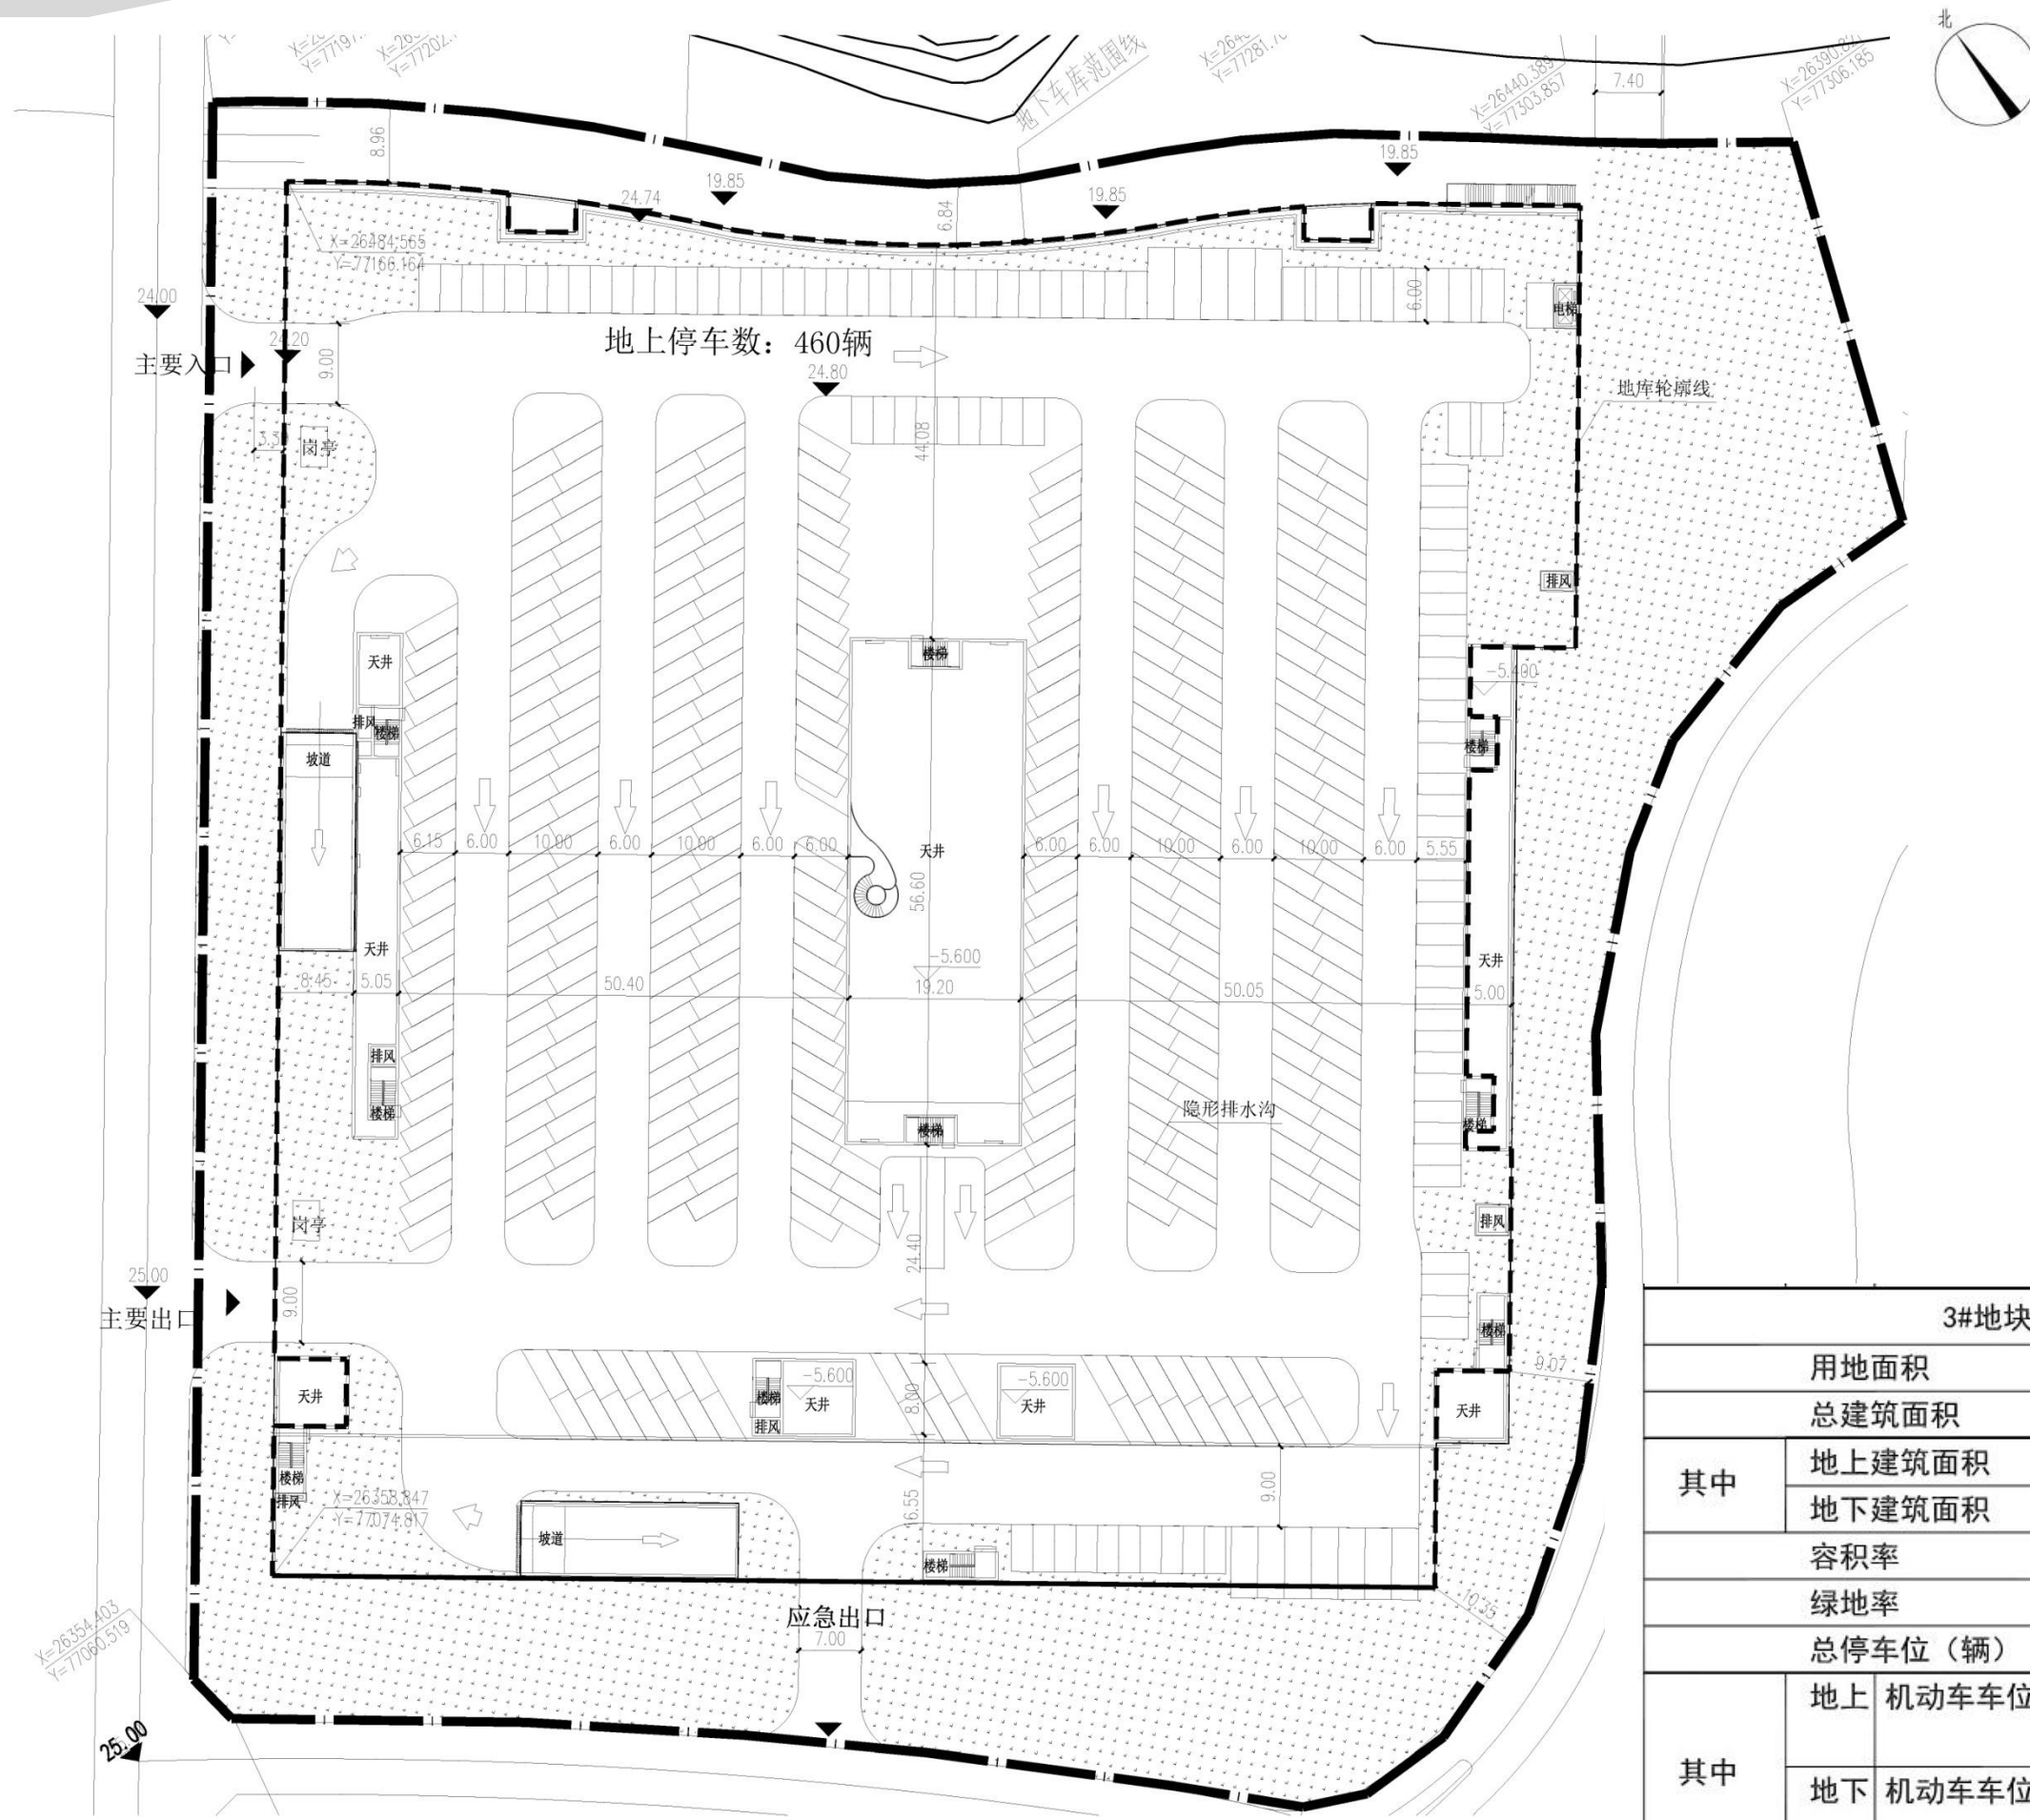 北
X=26440.389
Y=77303.857
7.40
X=26390.821
Y=77306.185
地下车库范围线
8.96
19.85
24.74
19.85
19.85
6.84
X=26484.565
Y=77166.164
24.00
6.00
电梯
地上停车数：460辆
24.20
主要入口
9.00
24.80
地库轮廓线
44.08
3.30
岗亭
排风
天井
楼梯
-5.400
排风
楼梯
楼梯
坡道
6.15
6.00
10.00
6.00
10.00
6.00
6.00
天井
6.00
6.00
10.00
6.00
10.00
6.00
5.55
56.60
天井
-5.600
天井
8.45
5.05
50.40
19.20
50.05
5.00
排风
楼梯
隐形排水沟
楼梯
楼梯
岗亭
排风
24.40
25.00
主要出口
9.00
楼梯
9.07
天井
楼梯
排风
-5.600
天井
8.00
-5.600
天井
天井
楼梯
排风
X=26358.847
Y=77074.817
坡道
16.55
9.00
楼梯
应急出口
7.00
10.35
X=26354.403
Y=77060.519
25.00
3#地块
用地面积
总建筑面积
其中
地上建筑面积
地下建筑面积
容积率
绿地率
总停车位（辆）
其中
地上 机动车车位
地下 机动车车位